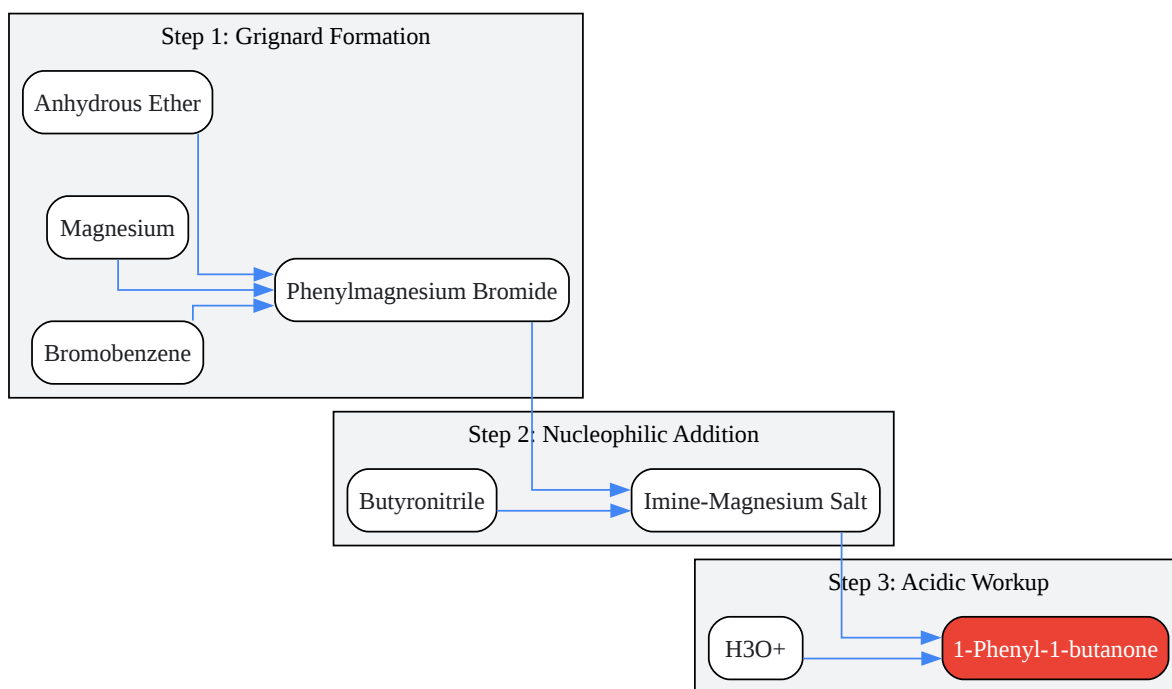 Step 1: Grignard Formation
Anhydrous Ether
Magnesium
Phenylmagnesium Bromide
Bromobenzene
Step 2: Nucleophilic Addition
Butyronitrile
Imine-Magnesium Salt
Step 3: Acidic Workup
H3O+
1-Phenyl-1-butanone